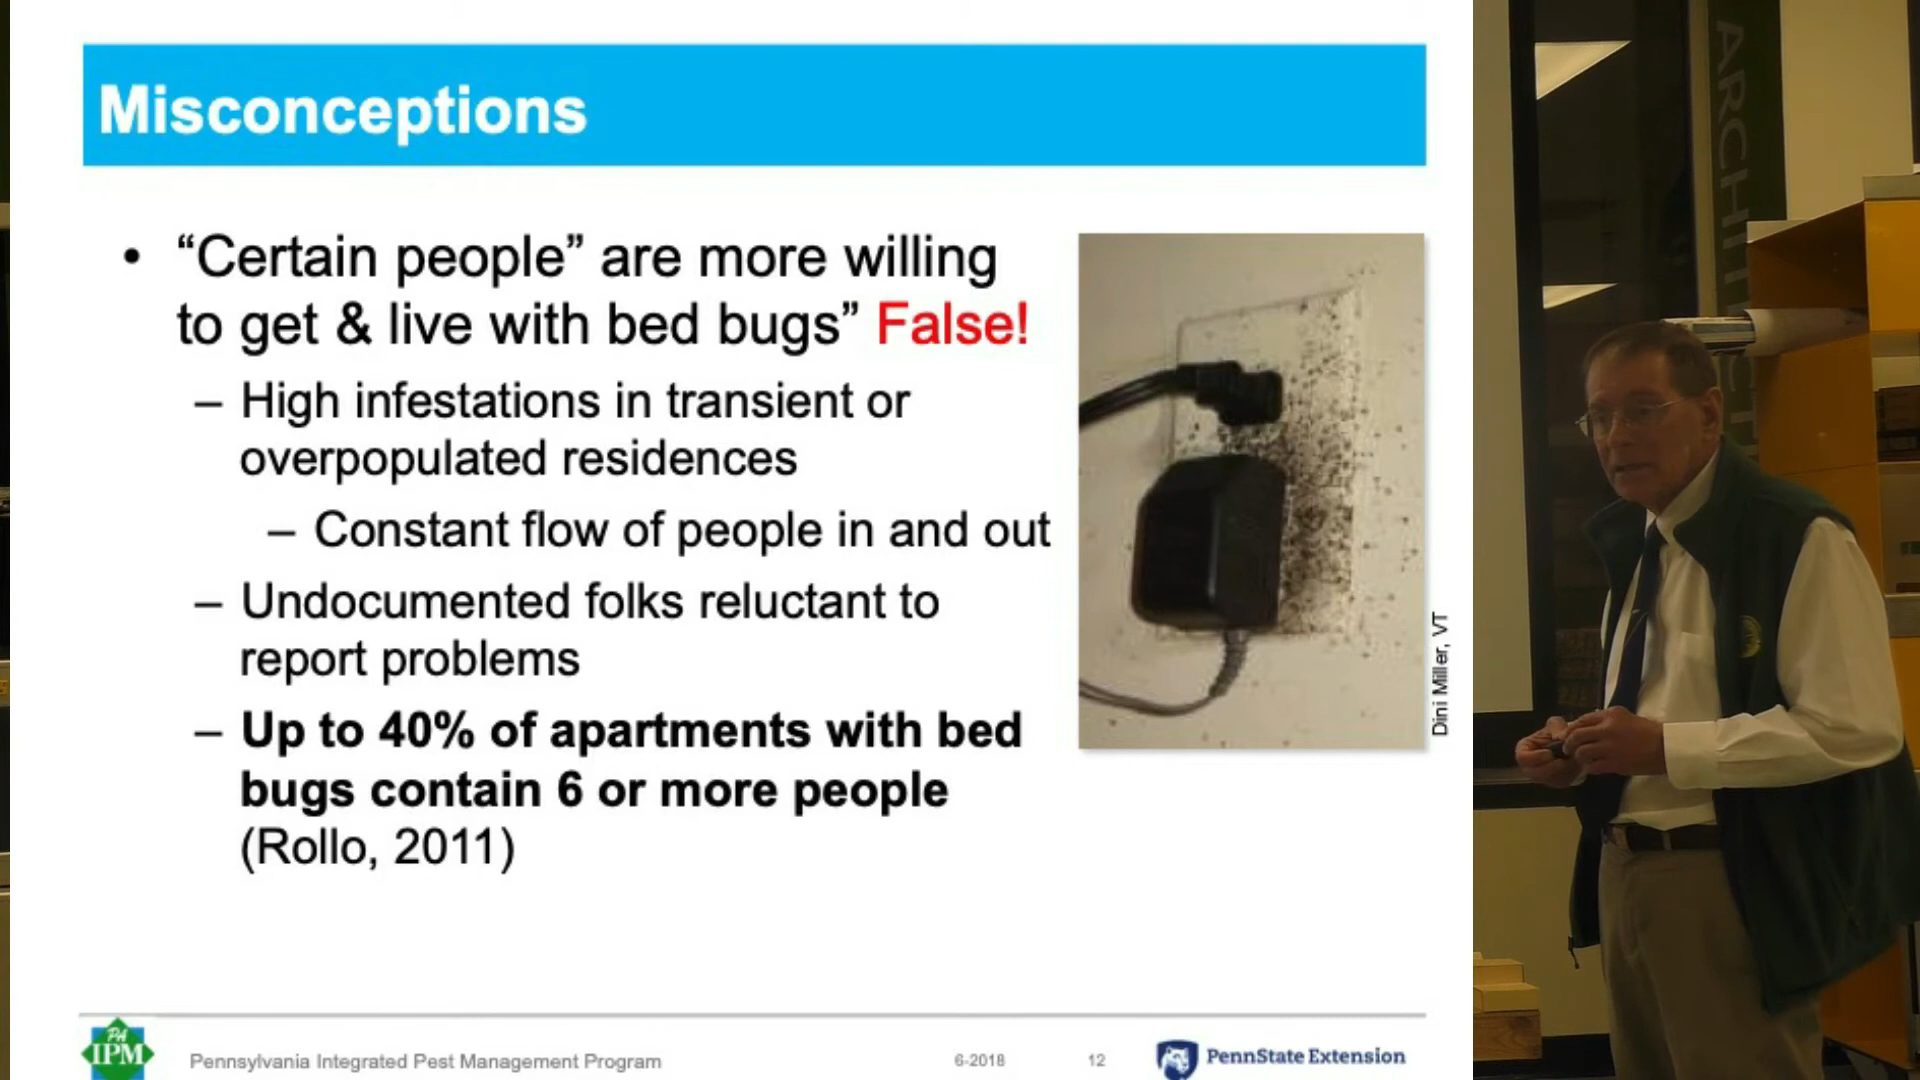 Misconceptions
• “Certain people” are more willing
to get & live with bed bugs” False!
– High infestations in transient or
overpopulated residences
– Constant flow of people in and out
– Undocumented folks reluctant to
report problems
– Up to 40% of apartments with bed
bugs contain 6 or more people
(Rollo, 2011)
Dini Miller, VT
PA
IPM
Pennsylvania Integrated Pest Management Program
6-2018
12
PennState Extension